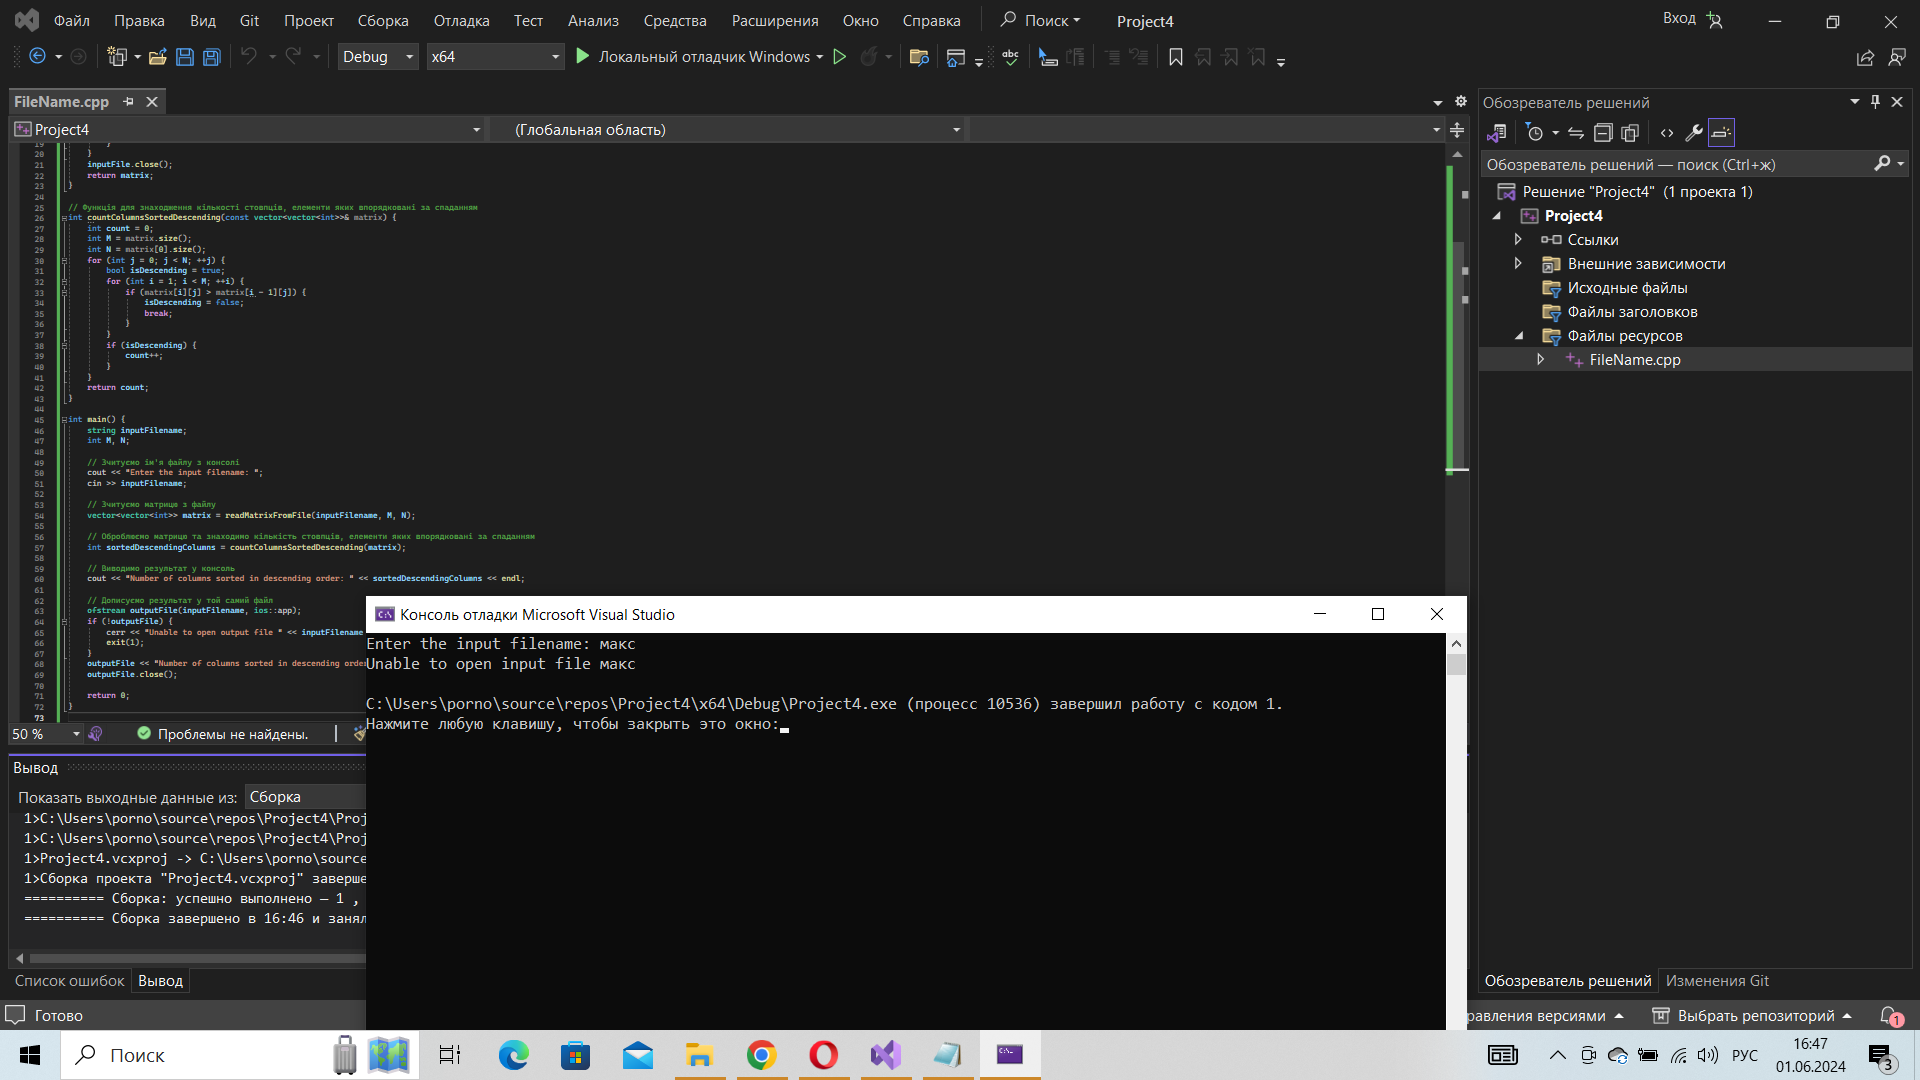 Файл Правка Вид Git Проект Сборка Отладка Тест Анализ Средства Расширения Окно Справка Поиск Project4 Вход
Debug x64 Локальный отладчик Windows
FileName.cpp
Project4 (Глобальная область)
19 }
20 }
21 inputFile.close();
22 return matrix;
23 }
24
25 // Функція для знаходження кількості стовпців, елементи яких впорядковані за спаданням
26 int countColumnsSortedDescending(const vector<vector<int>>& matrix) {
27 int count = 0;
28 int M = matrix.size();
29 int N = matrix[0].size();
30 for (int j = 0; j < N; ++j) {
31 bool isDescending = true;
32 for (int i = 1; i < M; ++i) {
33 if (matrix[i][j] > matrix[i - 1][j]) {
34 isDescending = false;
35 break;
36 }
37 }
38 if (isDescending) {
39 count++;
40 }
41 }
42 return count;
43 }
44
45 int main() {
46 string inputFilename;
47 int M, N;
48
49 // Зчитуємо ім'я файлу з консолі
50 cout << "Enter the input filename: ";
51 cin >> inputFilename;
52
53 // Зчитуємо матрицю з файлу
54 vector<vector<int>> matrix = readMatrixFromFile(inputFilename, M, N);
55
56 // Обробляємо матрицю та знаходимо кількість стовпців, елементи яких впорядковані за спаданням
57 int sortedDescendingColumns = countColumnsSortedDescending(matrix);
58
59 // Виводимо результат у консоль
60 cout << "Number of columns sorted in descending order: " << sortedDescendingColumns << endl;
61
62 // Дописуємо результат у той самий файл
63 ofstream outputFile(inputFilename, ios::app);
64 if (!outputFile) {
65 cerr << "Unable to open output file " << inputFilename
66 exit(1);
67 }
68 outputFile << "Number of columns sorted in descending order
69 outputFile.close();
70
71 return 0;
72 }
73
50 % Проблемы не найдены.
Вывод
Показать выходные данные из: Сборка
1>C:\Users\porno\source\repos\Project4\Proj
1>C:\Users\porno\source\repos\Project4\Proj
1>Project4.vcxproj -> C:\Users\porno\source
1>Сборка проекта "Project4.vcxproj" заверше
========== Сборка: успешно выполнено — 1 ,
========== Сборка завершено в 16:46 и занял
Список ошибок Вывод
Консоль отладки Microsoft Visual Studio
Enter the input filename: макс
Unable to open input file макс
C:\Users\porno\source\repos\Project4\x64\Debug\Project4.exe (процесс 10536) завершил работу с кодом 1.
Нажмите любую клавишу, чтобы закрыть это окно:
Обозреватель решений
Обозреватель решений — поиск (Ctrl+ж)
Решение "Project4" (1 проекта 1)
Project4
Ссылки
Внешние зависимости
Исходные файлы
Файлы заголовков
Файлы ресурсов
FileName.cpp
Обозреватель решений Изменения Git
Готово
равления версиями Выбрать репозиторий 1
Поиск
РУС
16:47
01.06.2024
3